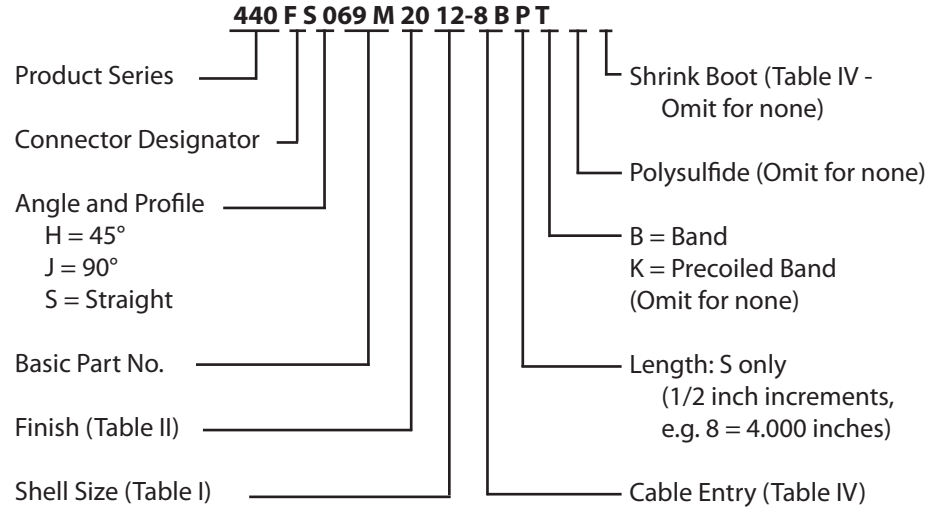 440 F S 069 M 20 12-8 B P T
Product Series
Connector Designator
Angle and Profile
H = 45°
J = 90°
S = Straight
Basic Part No.
Finish (Table II)
Shell Size (Table I)
Shrink Boot (Table IV -
Omit for none)
Polysulfide (Omit for none)
B = Band
K = Precoiled Band
(Omit for none)
Length: S only
(1/2 inch increments,
e.g. 8 = 4.000 inches)
Cable Entry (Table IV)